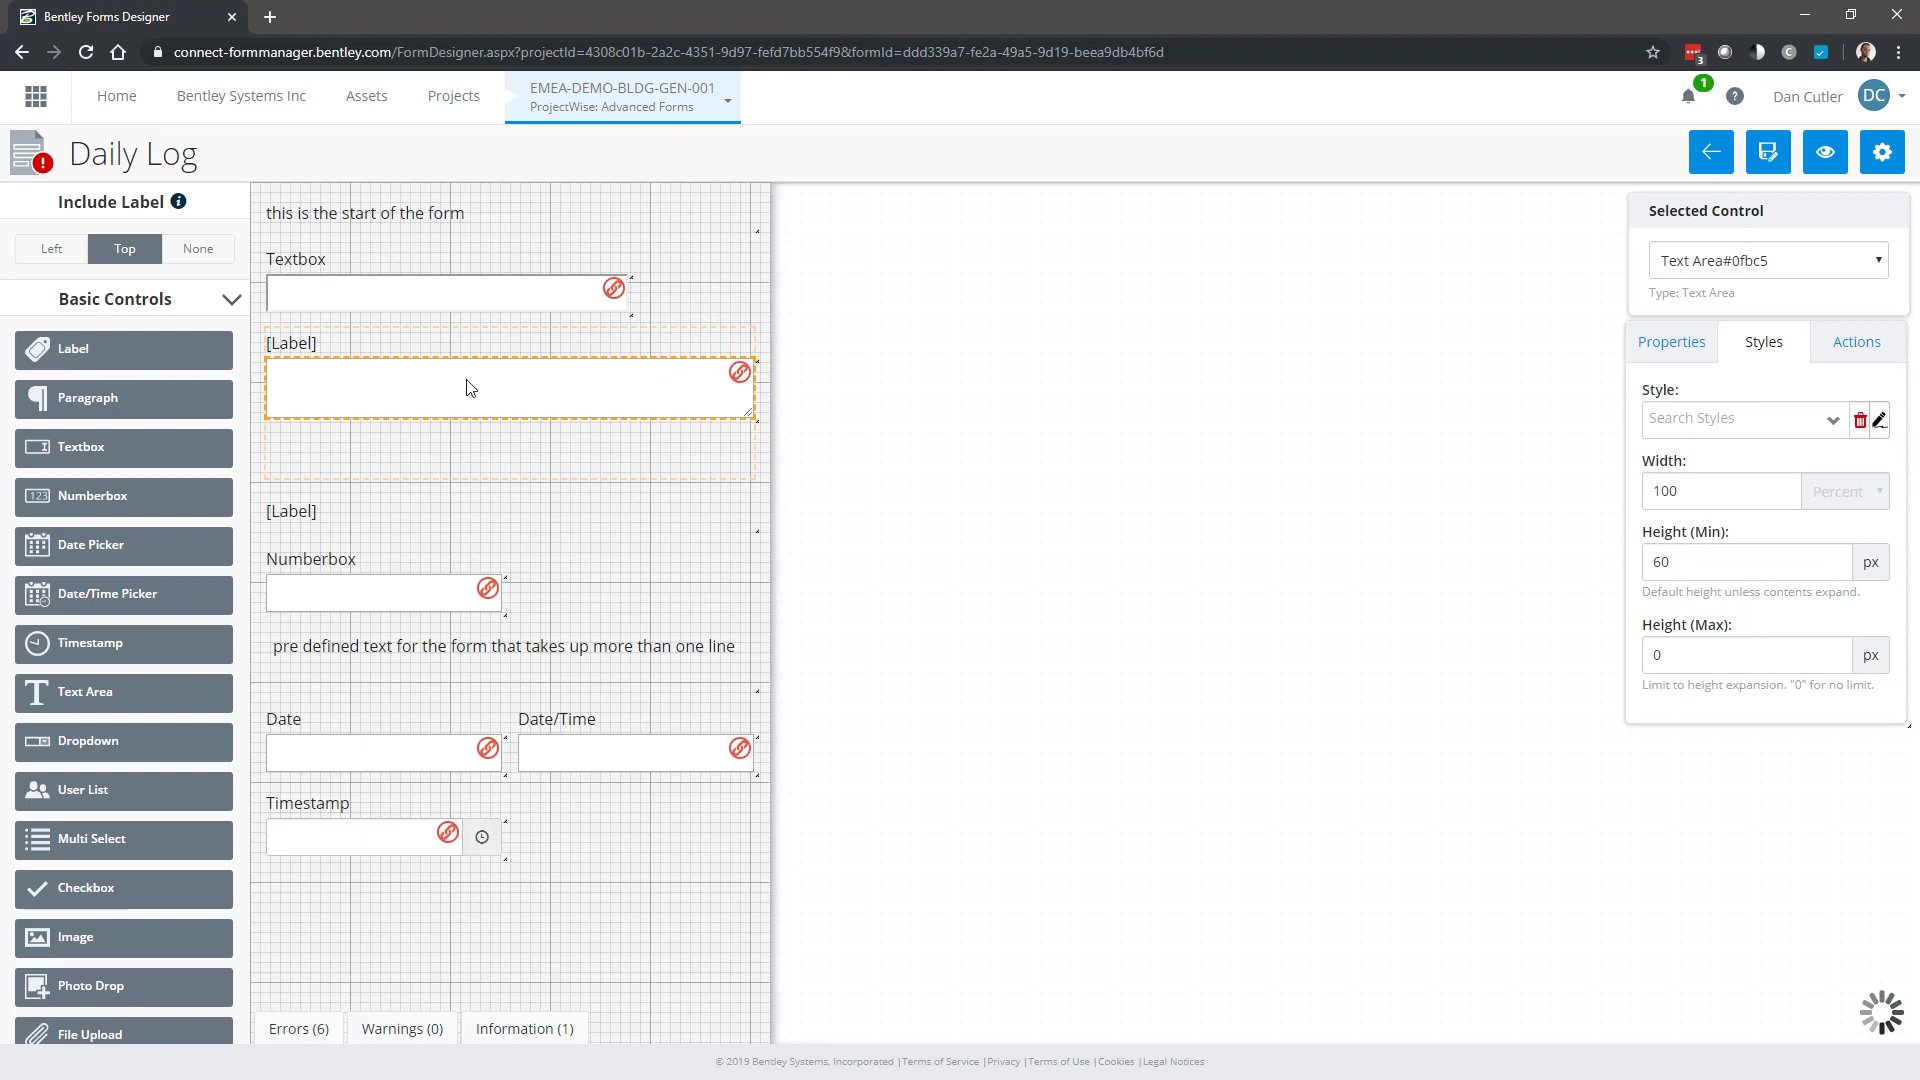 Bentley Forms Designer
connect-formmanager.bentley.com/FormDesigner.aspx?projectId=4308c01b-2a2c-4351-9d97-fefd7bb554f9&formId=ddd339a7-fe2a-49a5-9d19-beea9db4bf6d
3
C
Home
Bentley Systems Inc
Assets
Projects
EMEA-DEMO-BLDG-GEN-001
ProjectWise: Advanced Forms
1
Dan Cutler
DC
Daily Log
Include Label
Left
Top
None
Basic Controls
Label
Paragraph
Textbox
123
Numberbox
Date Picker
Date/Time Picker
Timestamp
Text Area
Dropdown
User List
Multi Select
Checkbox
Image
Photo Drop
File Upload
this is the start of the form
Textbox
[Label]
[Label]
Numberbox
pre defined text for the form that takes up more than one line
Date
Date/Time
Timestamp
Errors (6)
Warnings (0)
Information (1)
Selected Control
Text Area#0fbc5
Type: Text Area
Properties
Styles
Actions
Style:
Search Styles
Width:
100
Percent
Height (Min):
60
px
Default height unless contents expand.
Height (Max):
0
px
Limit to height expansion. "0" for no limit.
© 2019 Bentley Systems, Incorporated |Terms of Service |Privacy |Terms of Use |Cookies |Legal Notices